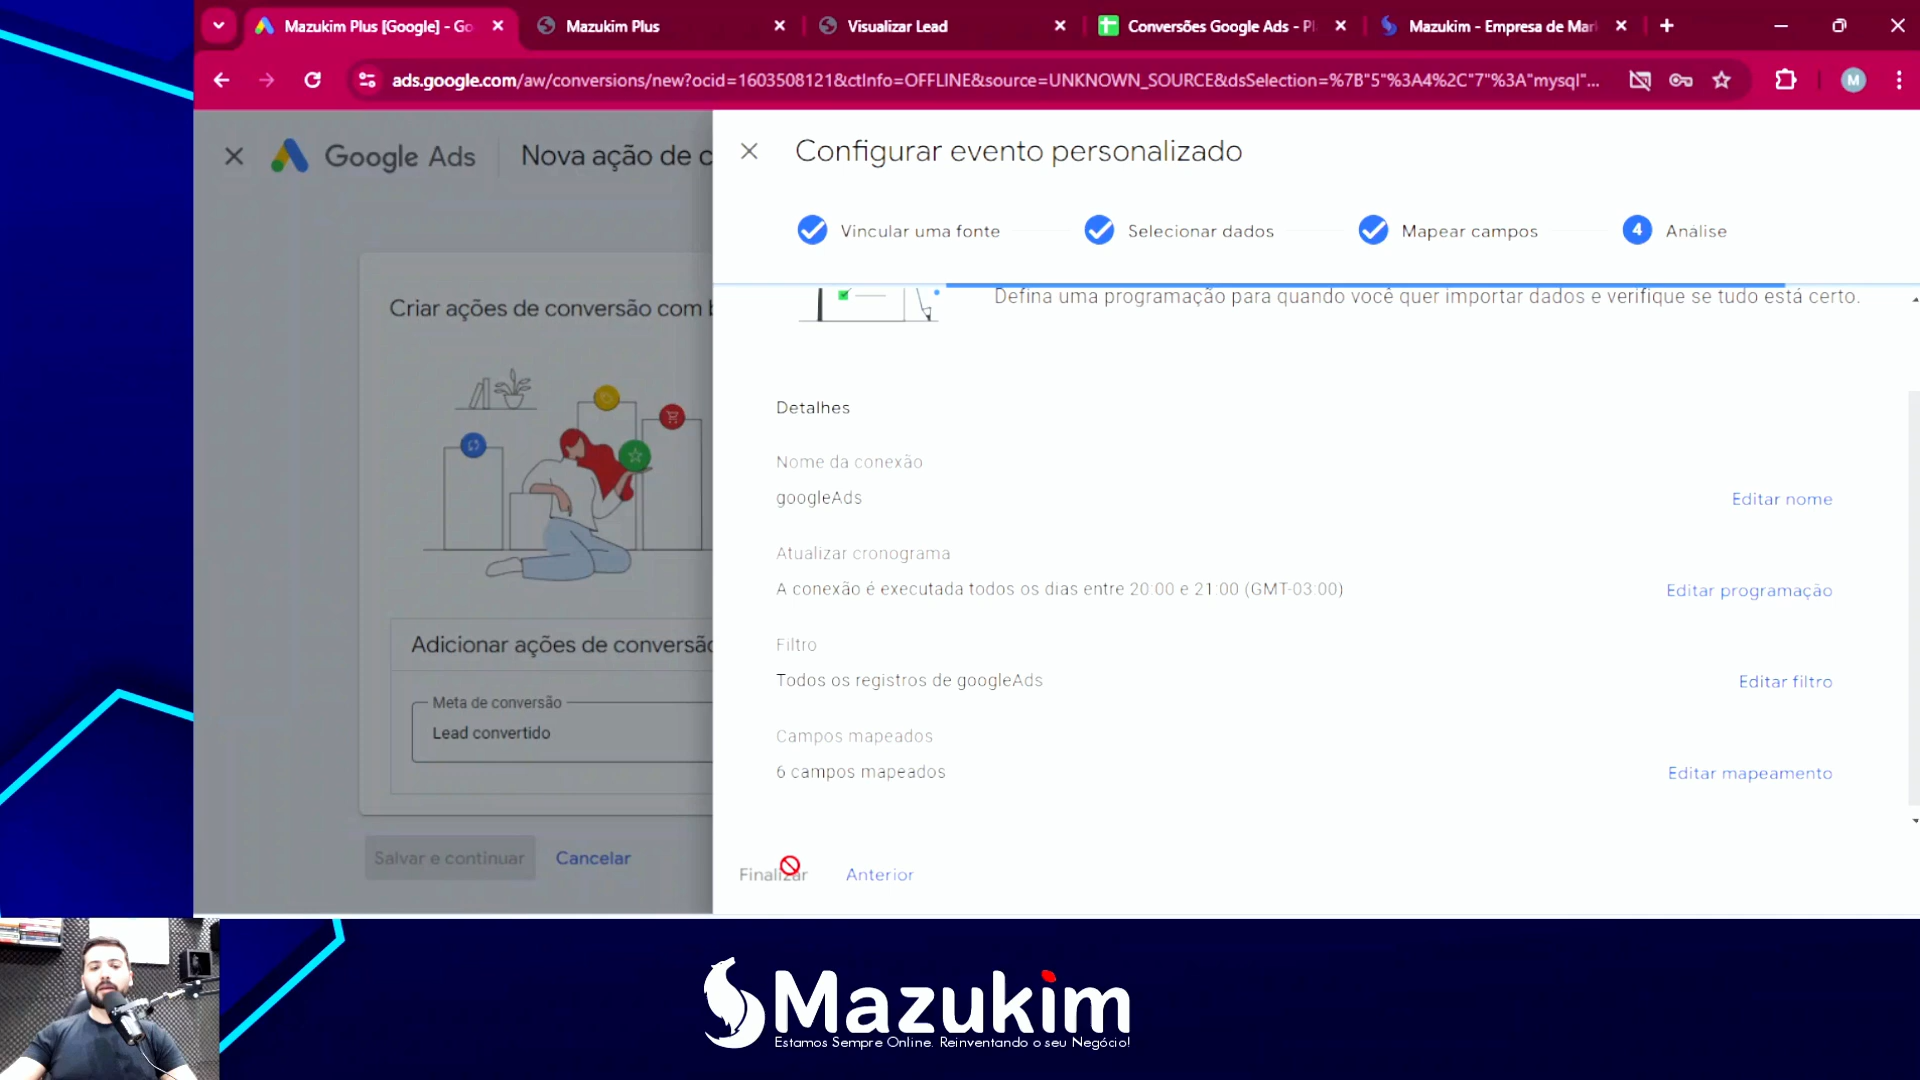 Mazukim Plus [Google] - Go
Mazukim Plus
Visualizar Lead
Conversões Google Ads - Pl
Mazukim - Empresa de Mar
ads.google.com/aw/conversions/new?ocid=1603508121&ctInfo=OFFLINE&source=UNKNOWN_SOURCE&dsSelection=%7B"5"%3A4%2C"7"%3A"mysql"...
M
Google Ads
Nova ação de c
Configurar evento personalizado
Vincular uma fonte
Selecionar dados
Mapear campos
4 Análise
Defina uma programação para quando você quer importar dados e verifique se tudo está certo.
Criar ações de conversão com
Detalhes
Nome da conexão
googleAds
Editar nome
Atualizar cronograma
A conexão é executada todos os dias entre 20:00 e 21:00 (GMT-03:00)
Editar programação
Filtro
Todos os registros de googleAds
Editar filtro
Campos mapeados
6 campos mapeados
Editar mapeamento
Adicionar ações de conversão
Meta de conversão
Lead convertido
Salvar e continuar
Cancelar
Finalizar
Anterior
Mazukim
Estamos Sempre Online. Reinventando o seu Negócio!